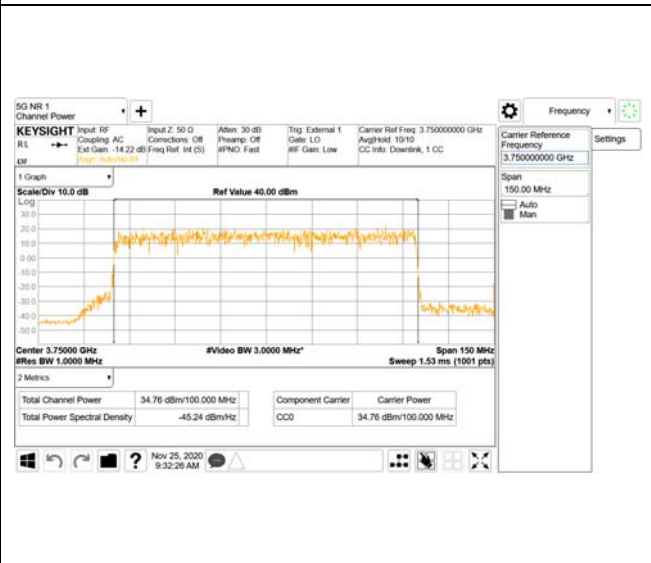 5G NR 1
Channel Power
Frequency
KEYSIGHT
RL
Input: RF
Coupling: AC
Ext Gain: -14.22 dB
Align: Auto/No RF
Input Z: 50 Ω
Corrections: Off
Freq Ref: Int (S)
Atten: 30 dB
Preamp: Off
#PNO: Fast
Trig: External 1
Gate: LO
#IF Gain: Low
Carrier Ref Freq: 3.750000000 GHz
Avg|Hold: 10/10
CC Info: Downlink, 1 CC
Carrier Reference
Frequency
3.750000000 GHz
Settings
Span
150.00 MHz
Auto
Man
1 Graph
Scale/Div 10.0 dB
Ref Value 40.00 dBm
Log
30.0
20.0
10.0
0.00
-10.0
-20.0
-30.0
-40.0
-50.0
Center 3.75000 GHz
#Video BW 3.0000 MHz*
Span 150 MHz
#Res BW 1.0000 MHz
Sweep 1.53 ms (1001 pts)
2 Metrics
Total Channel Power 34.76 dBm/100.000 MHz
Total Power Spectral Density -45.24 dBm/Hz
Component Carrier Carrier Power
CC0 34.76 dBm/100.000 MHz
?
Nov 25, 2020
9:32:26 AM